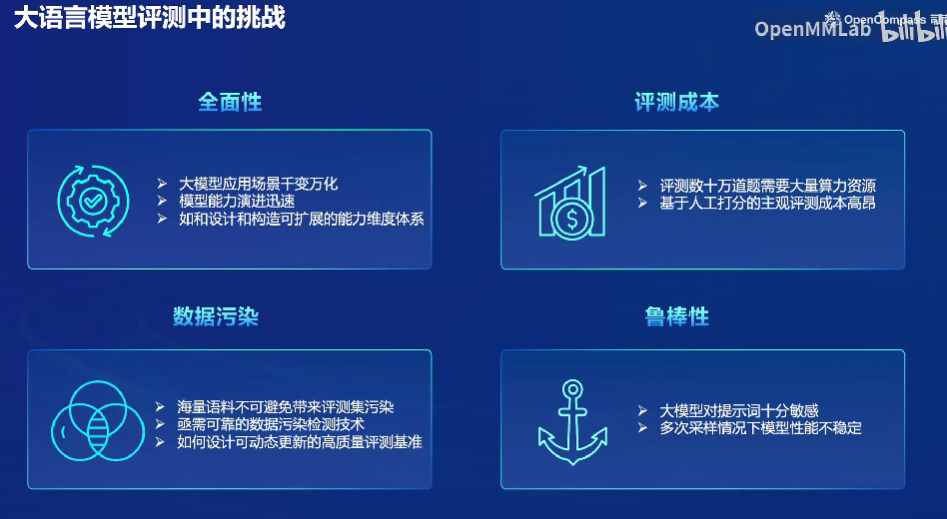 大语言模型评测中的挑战
OpenCompass
OpenMMLab
bilibili
全面性
大模型应用场景千变万化
模型能力演进迅速
如和设计和构造可扩展的能力维度体系
评测成本
评测数十万道题需要大量算力资源
基于人工打分的主观评测成本高昂
$
数据污染
海量语料不可避免带来评测集污染
亟需可靠的数据污染检测技术
如何设计可动态更新的高质量评测基准
鲁棒性
大模型对提示词十分敏感
多次采样情况下模型性能不稳定